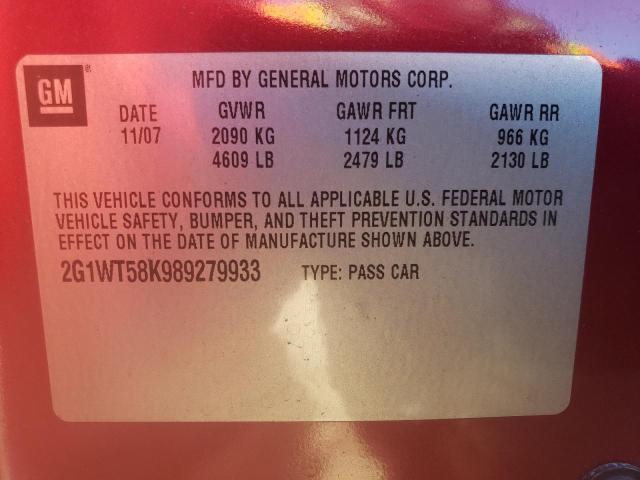 GM®
MFD BY GENERAL MOTORS CORP.
DATE GVWR GAWR FRT GAWR RR
11/07 2090 KG 1124 KG 966 KG
4609 LB 2479 LB 2130 LB
THIS VEHICLE CONFORMS TO ALL APPLICABLE U.S. FEDERAL MOTOR
VEHICLE SAFETY, BUMPER, AND THEFT PREVENTION STANDARDS IN
EFFECT ON THE DATE OF MANUFACTURE SHOWN ABOVE.
2G1WT58K989279933 TYPE: PASS CAR